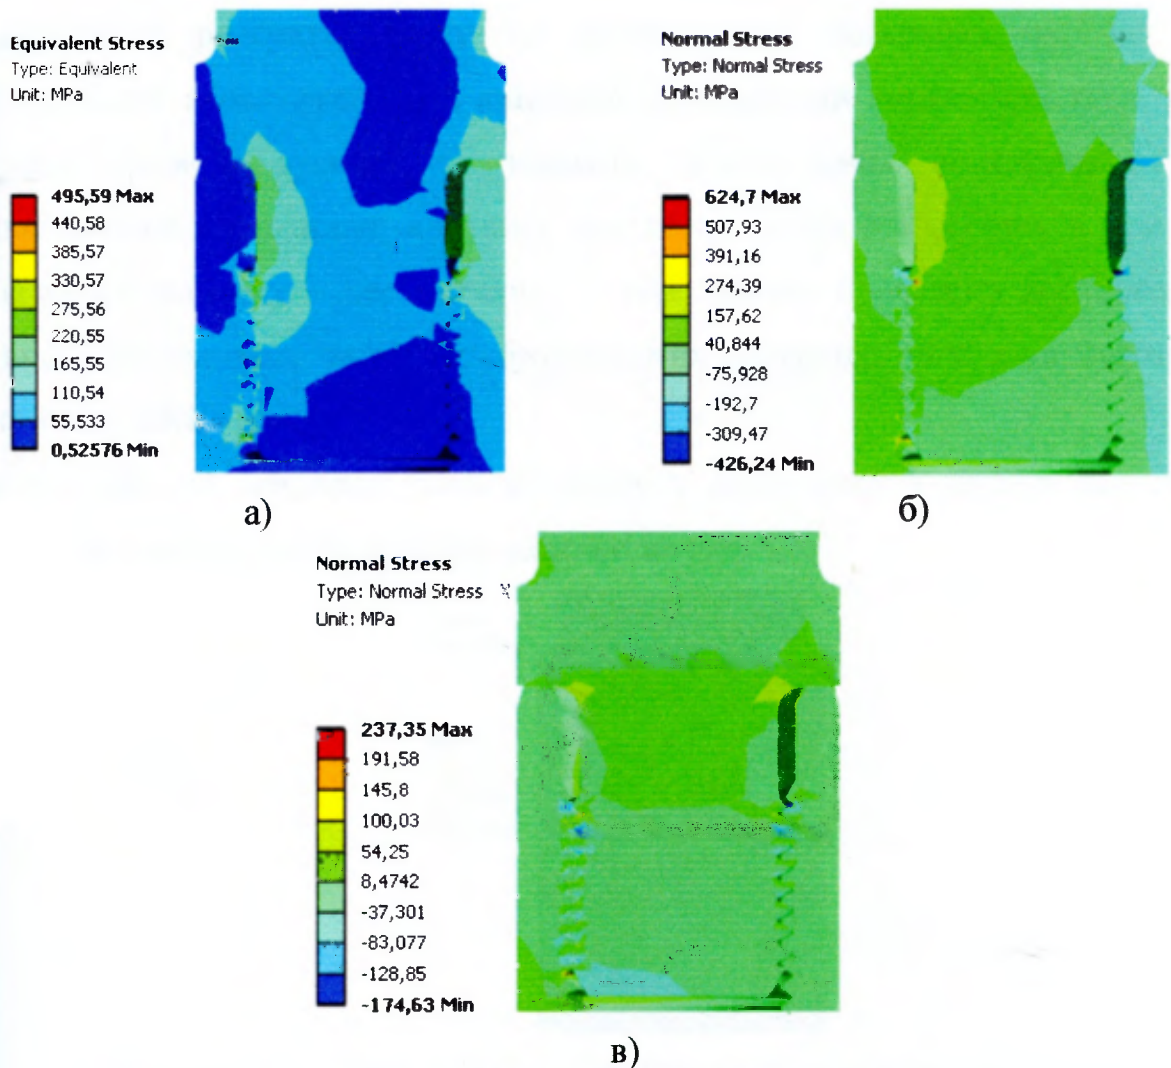 Equivalent Stress
Type: Equivalent
Unit: MPa
495,59 Max
440,58
385,57
330,57
275,56
220,55
165,55
110,54
55,533
0,52576 Min
а)
Normal Stress
Type: Normal Stress
Unit: MPa
624,7 Max
507,93
391,16
274,39
157,62
40,844
-75,928
-192,7
-309,47
-426,24 Min
б)
Normal Stress
Type: Normal Stress
Unit: MPa
237,35 Max
191,58
145,8
100,03
54,25
8,4742
-37,301
-83,077
-128,85
-174,63 Min
в)